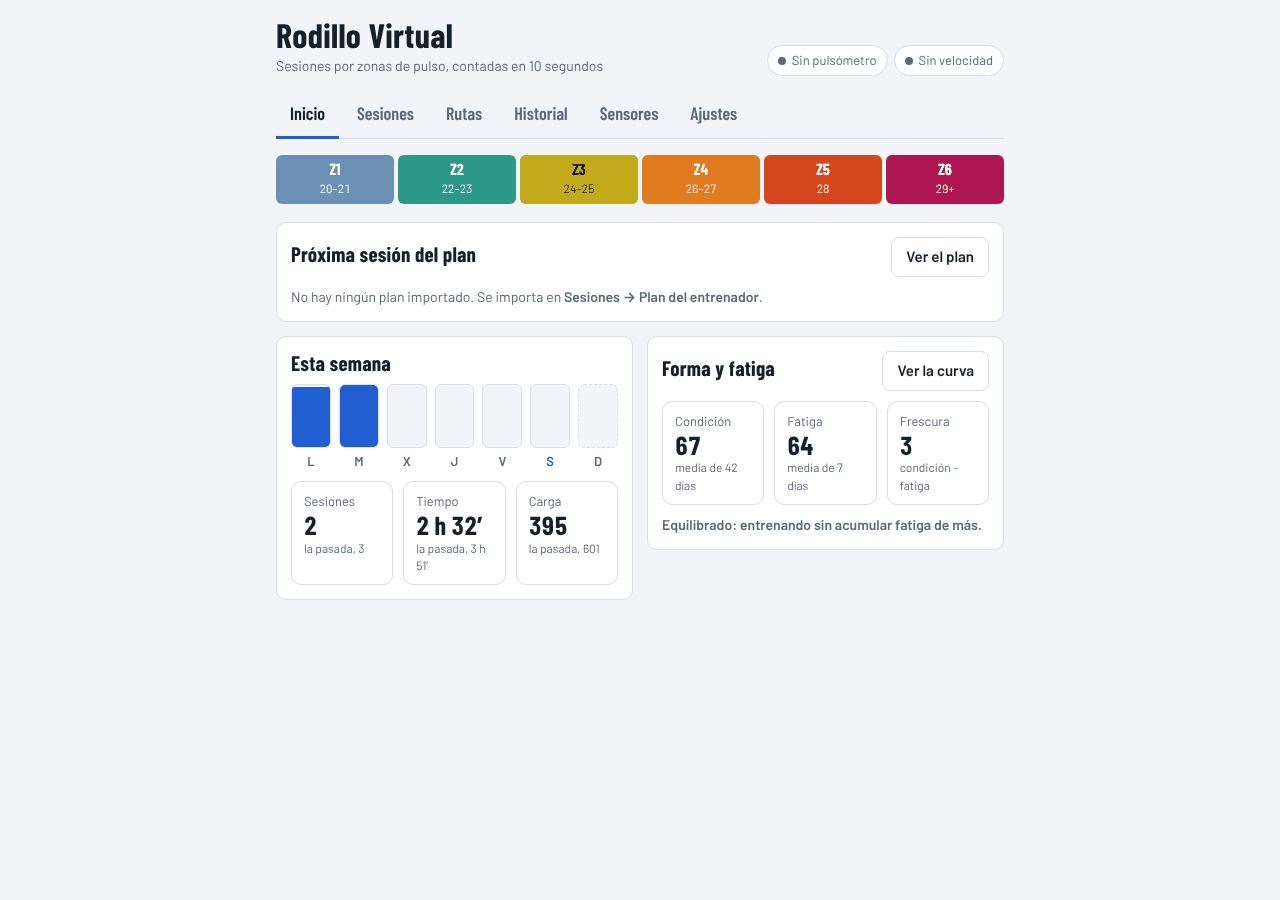 Rodillo Virtual
Sesiones por zonas de pulso, contadas en 10 segundos
Sin pulsómetro
Sin velocidad
Inicio
Sesiones
Rutas
Historial
Sensores
Ajustes
Z1
20–21
Z2
22–23
Z3
24–25
Z4
26–27
Z5
28
Z6
29+
Próxima sesión del plan
Ver el plan
No hay ningún plan importado. Se importa en Sesiones → Plan del entrenador.
Esta semana
L M X J V S D
Sesiones
2
la pasada, 3
Tiempo
2 h 32′
la pasada, 3 h
51′
Carga
395
la pasada, 601
Forma y fatiga
Ver la curva
Condición
67
media de 42
días
Fatiga
64
media de 7
días
Frescura
3
condición −
fatiga
Equilibrado: entrenando sin acumular fatiga de más.